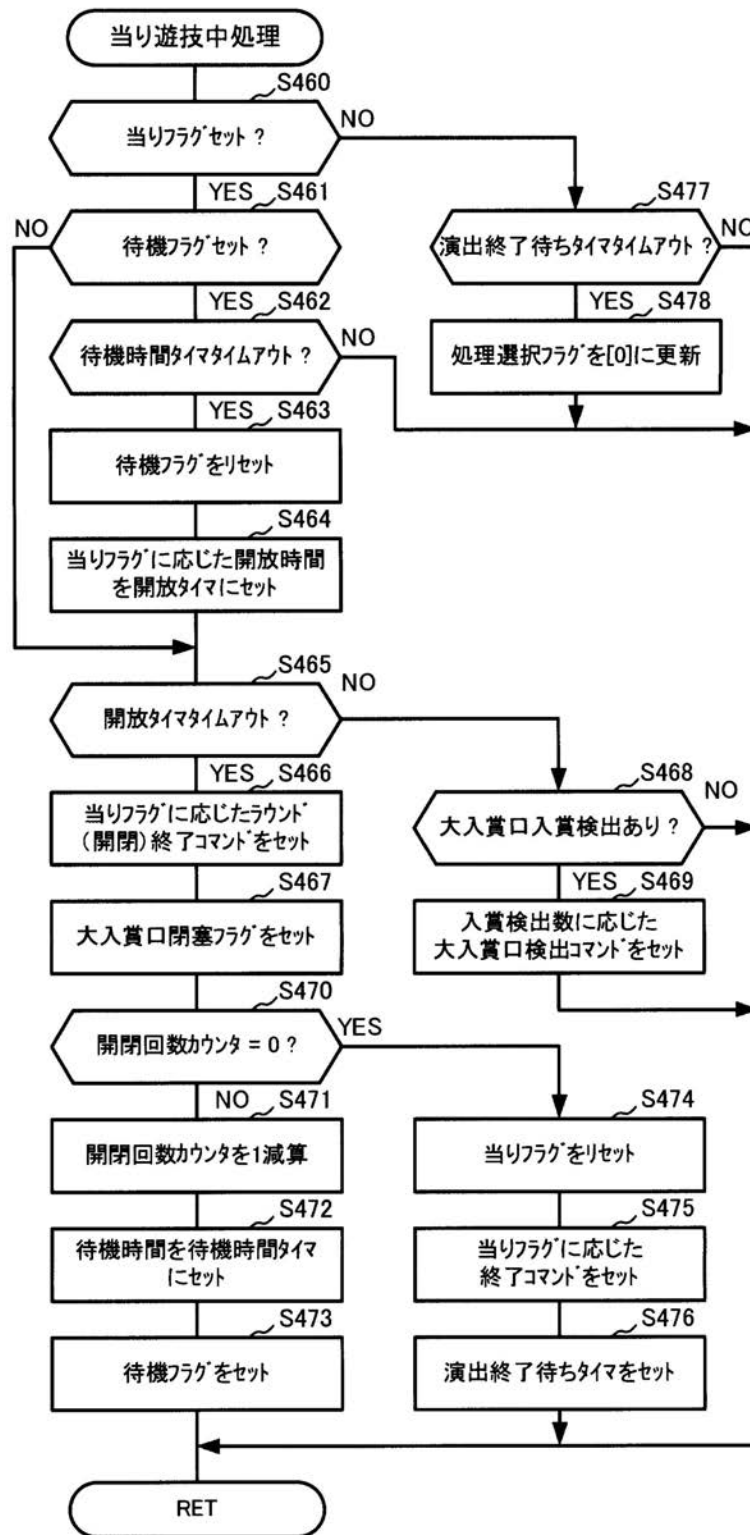 当り遊技中処理
S460
当りフラグセット ?
NO
YES
S461
NO
待機フラグセット ?
YES
S462
待機時間タイマタイムアウト ?
NO
YES
S463
待機フラグをリセット
S464
当りフラグに応じた開放時間
を開放タイマにセット
S477
演出終了待ちタイマタイムアウト ?
NO
YES
S478
処理選択フラグを[0]に更新
S465
開放タイマタイムアウト ?
NO
YES
S466
当りフラグに応じたラウンド
(開閉)終了コマンドをセット
S467
大入賞口閉塞フラグをセット
S468
大入賞口入賞検出あり ?
NO
YES
S469
入賞検出数に応じた
大入賞口検出コマンドをセット
S470
開閉回数カウンタ = 0 ?
YES
NO
S471
開閉回数カウンタを1減算
S472
待機時間を待機時間タイマ
にセット
S473
待機フラグをセット
S474
当りフラグをリセット
S475
当りフラグに応じた
終了コマンドをセット
S476
演出終了待ちタイマをセット
RET